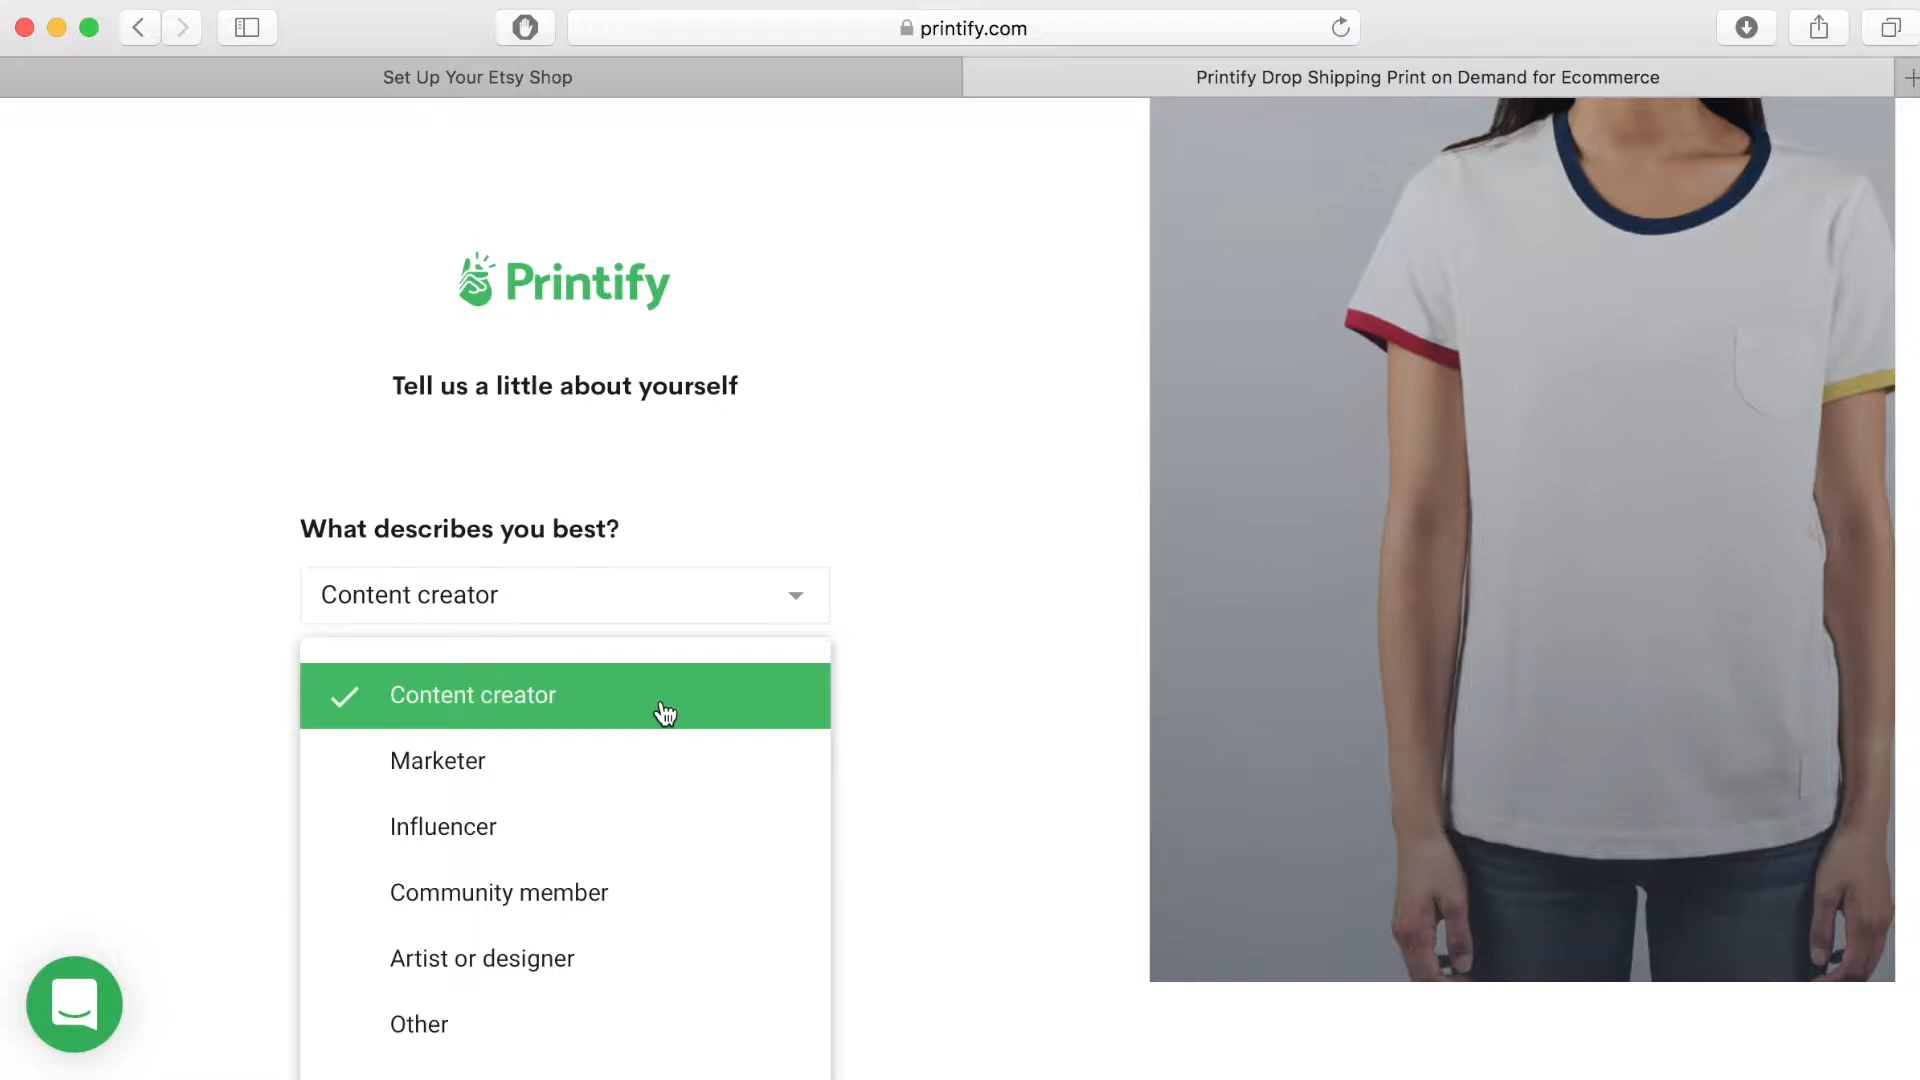 printify.com
Set Up Your Etsy Shop
Printify Drop Shipping Print on Demand for Ecommerce
Printify
Tell us a little about yourself
What describes you best?
Content creator
Content creator
Marketer
Influencer
Community member
Artist or designer
Other